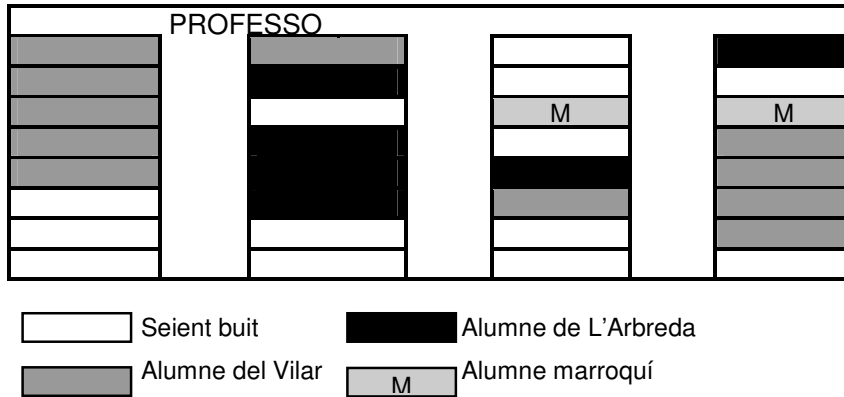 PROFESSO
M M
Seient buit Alumne de L'Arbreda
Alumne del Vilar M Alumne marroquí